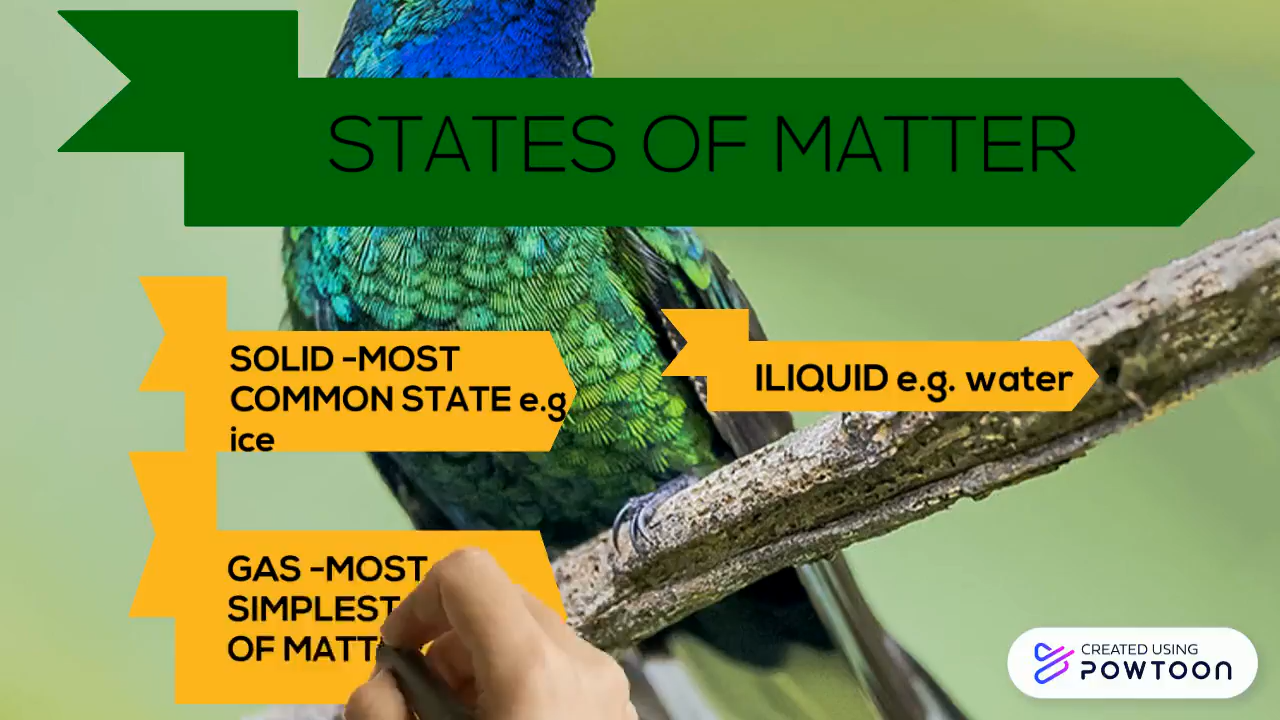 STATES OF MATTER
SOLID -MOST
COMMON STATE e.g
ice
ILIQUID e.g. water
GAS -MOST
SIMPLEST
OF MATT
CREATED USING
POWTOON